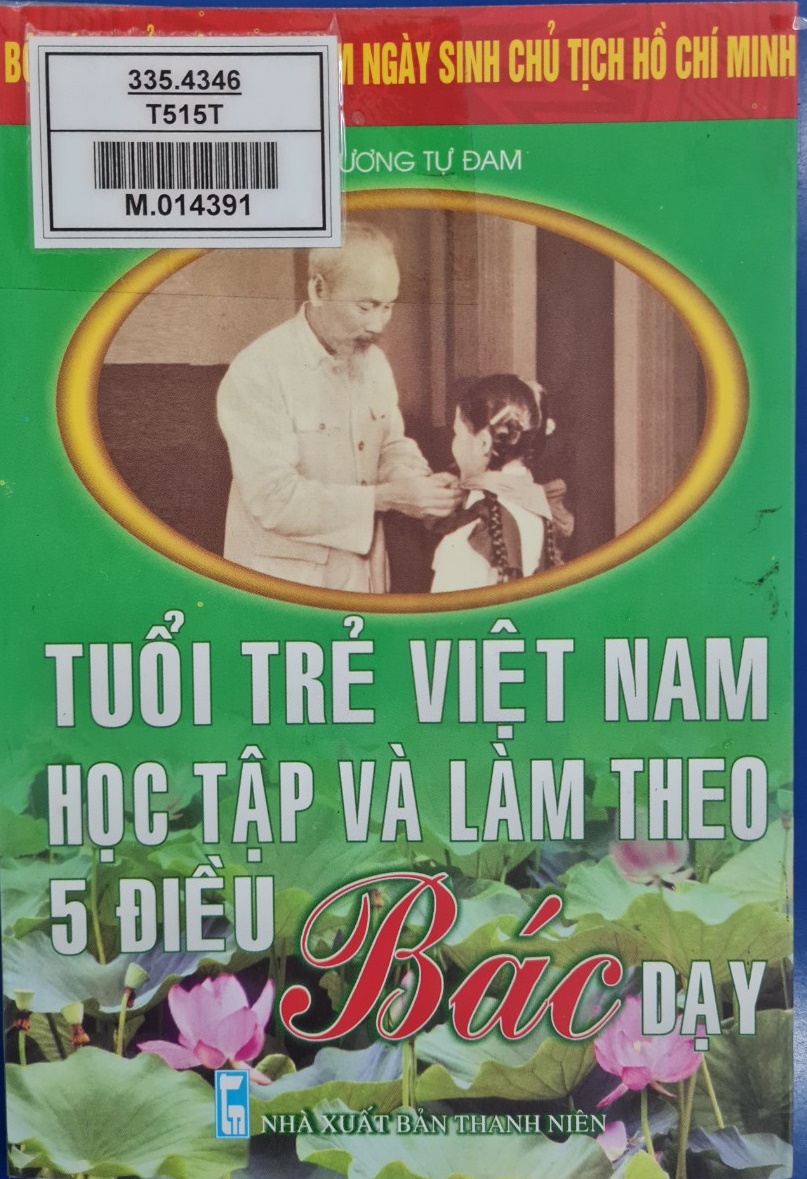 NGÀY SINH CHỦ TỊCH HỒ CHÍ MINH
335.4346
T515T
M.014391
TỰ ĐAM
TUỔI TRẺ VIỆT NAM
HỌC TẬP VÀ LÀM THEO
5 ĐIỀU Bác DẠY
NHÀ XUẤT BẢN THANH NIÊN